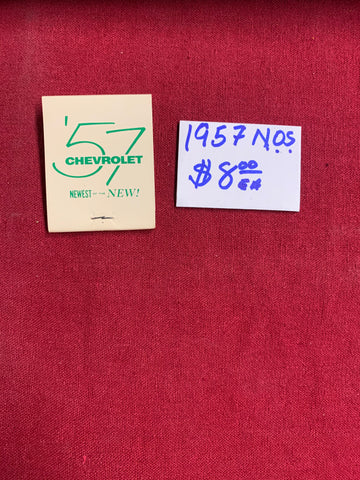 '57
CHEVROLET
NEWEST NEW!
1957 N.O.S
$8.00 EA